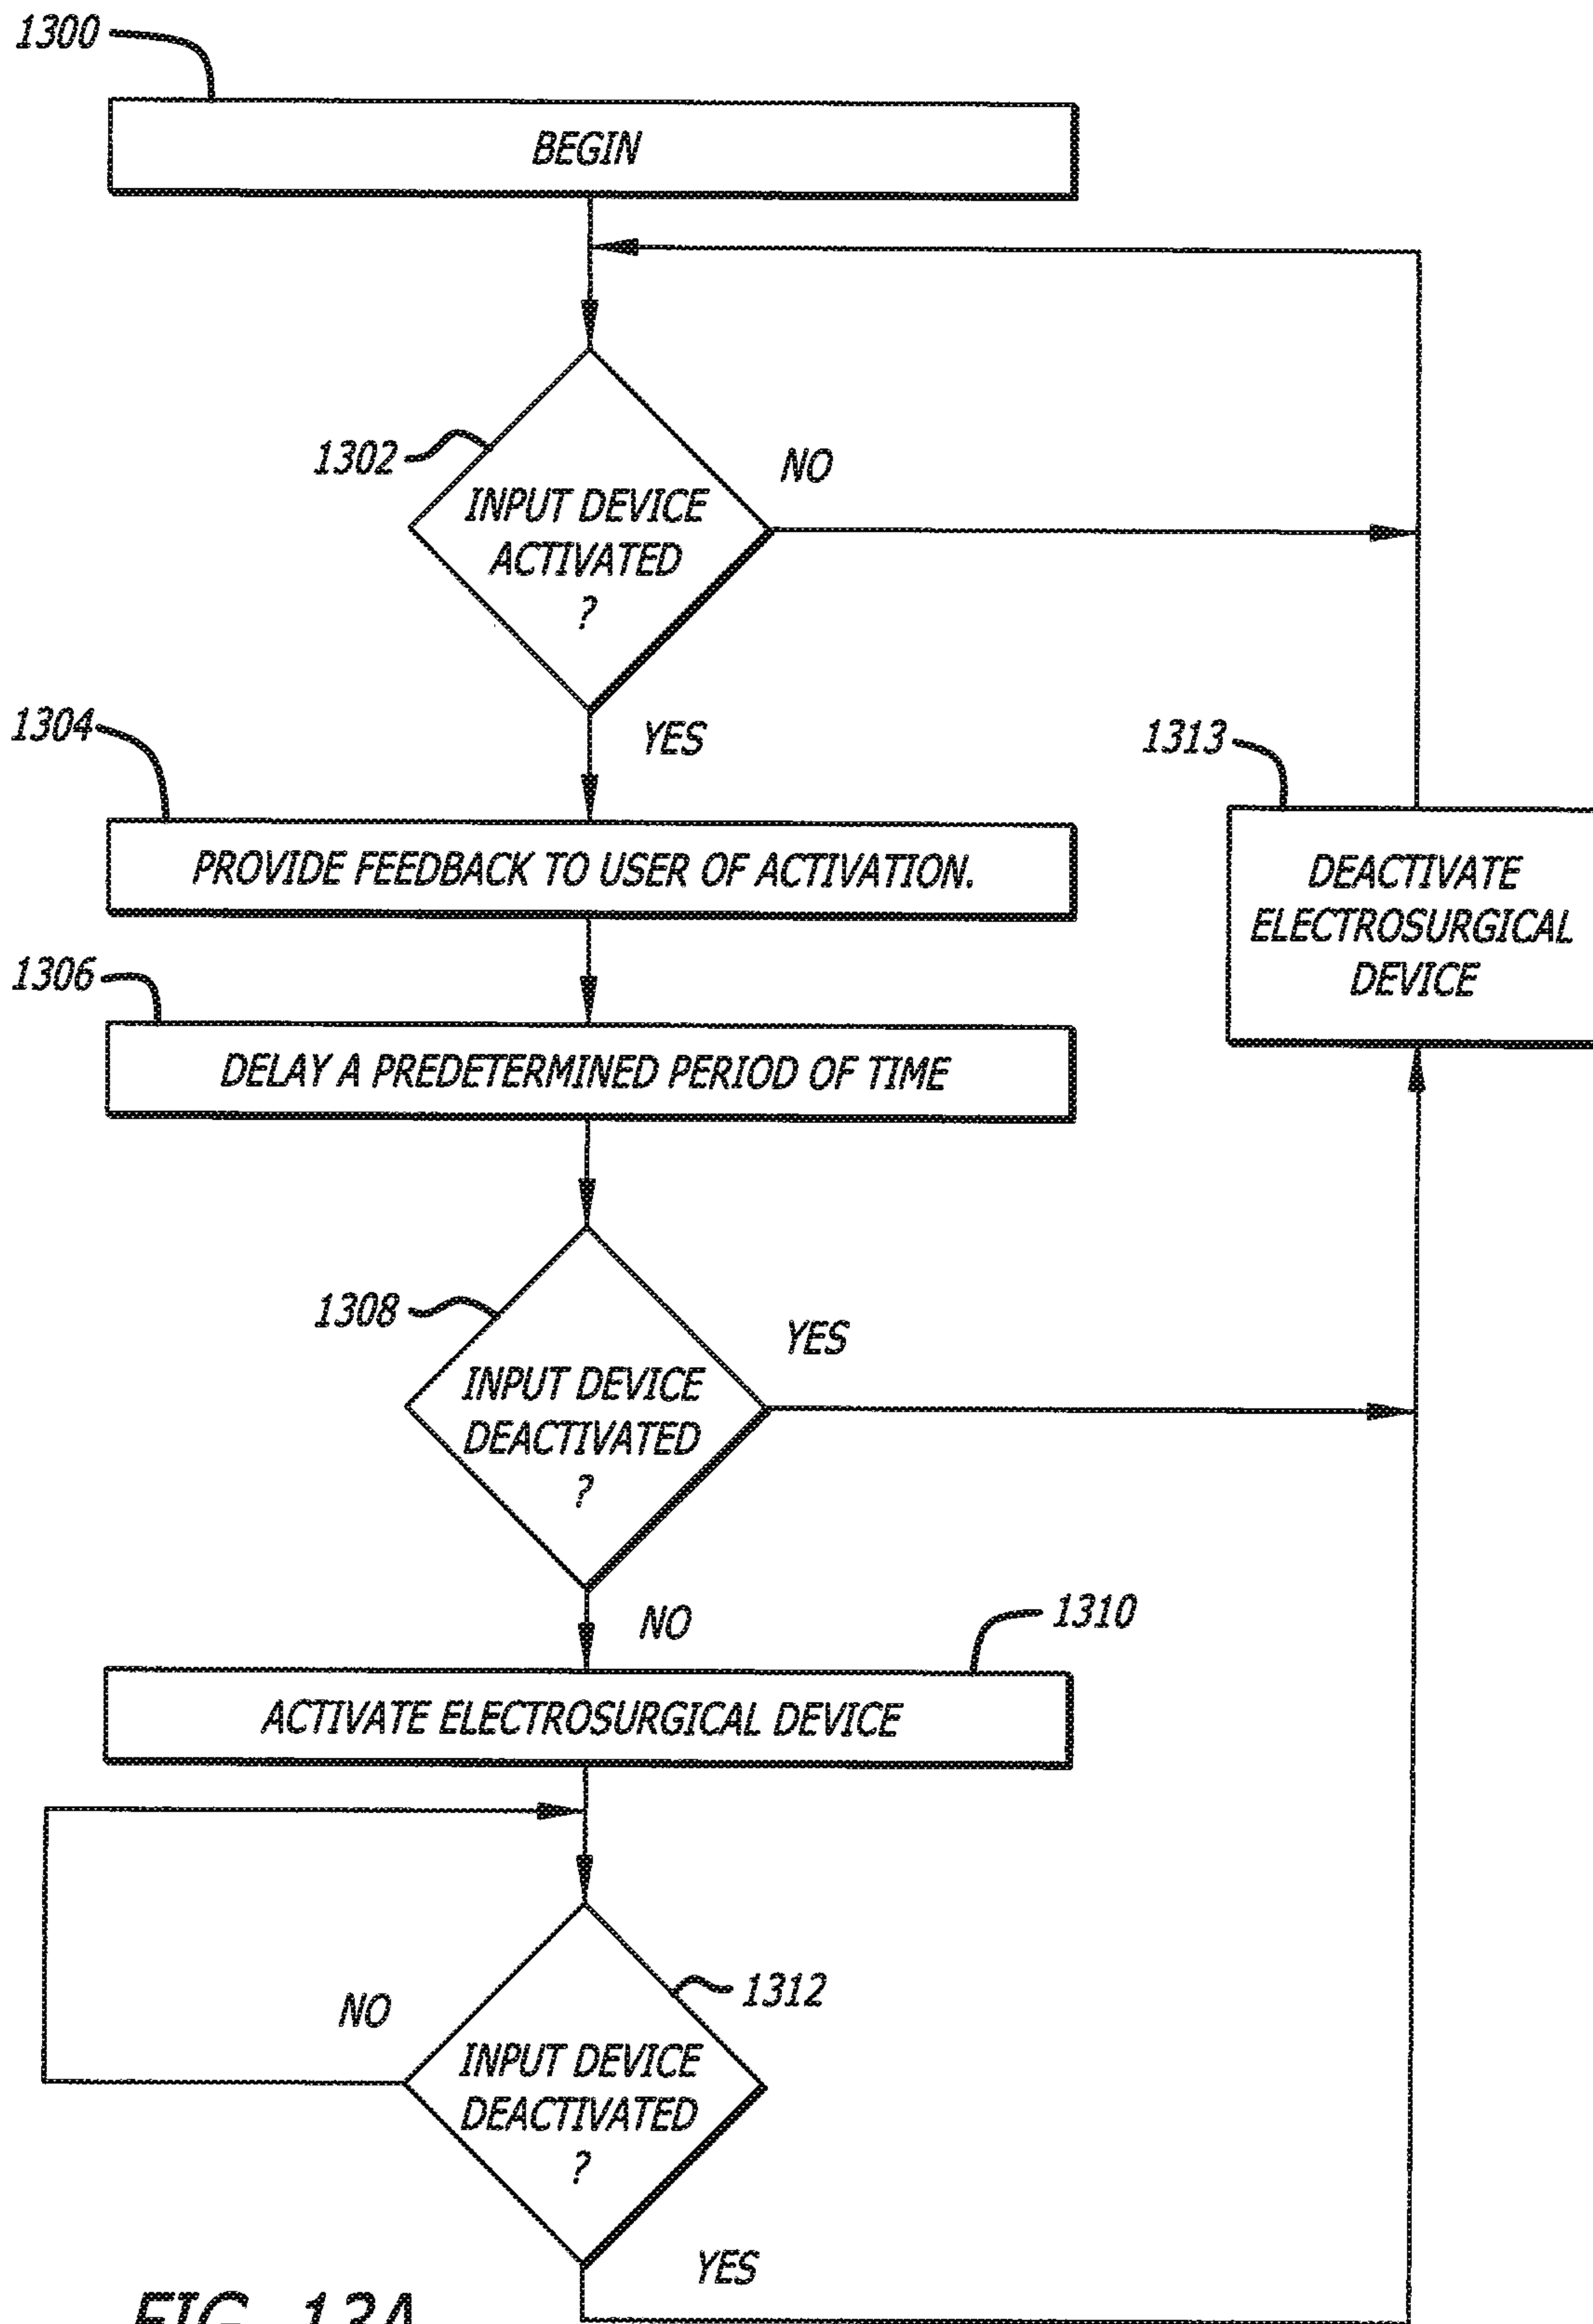 1300
BEGIN
1302
NO
INPUT DEVICE
ACTIVATED
?
YES
1304
PROVIDE FEEDBACK TO USER OF ACTIVATION.
1313
DEACTIVATE
ELECTROSURGICAL
DEVICE
1306
DELAY A PREDETERMINED PERIOD OF TIME
1308
YES
INPUT DEVICE
DEACTIVATED
?
NO
1310
ACTIVATE ELECTROSURGICAL DEVICE
1312
NO
INPUT DEVICE
DEACTIVATED
?
YES
FIG. 13A